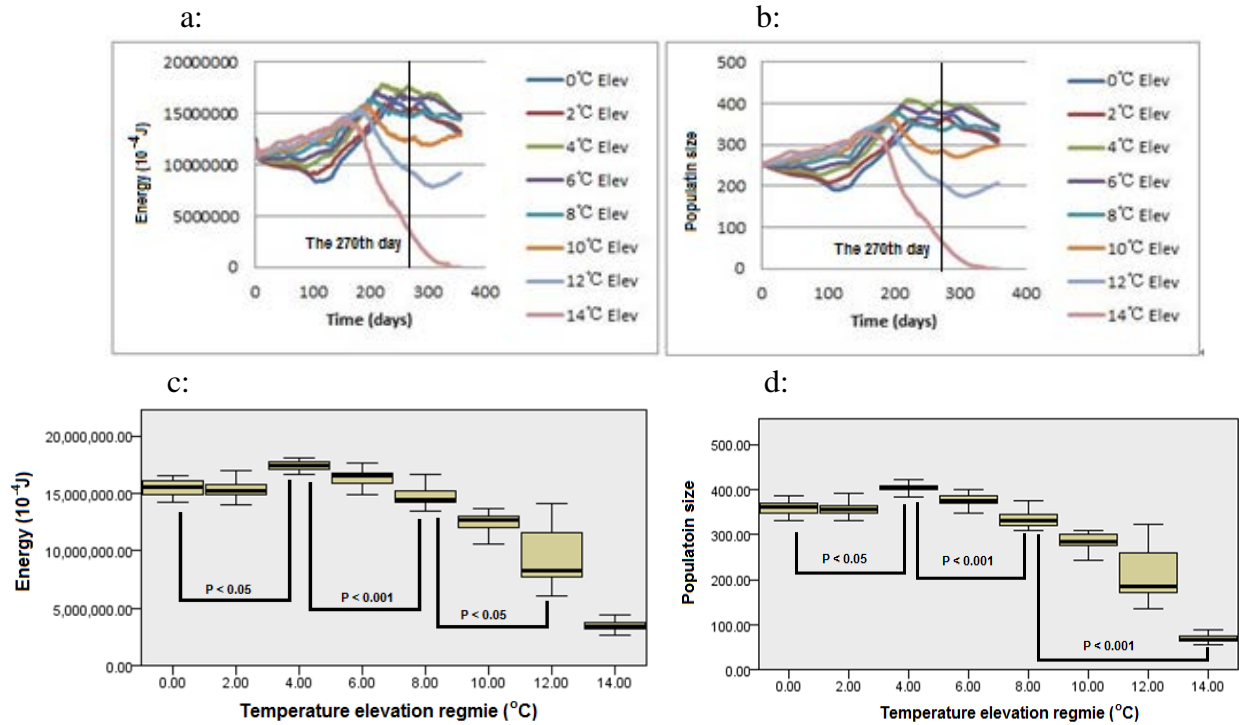 a:
20000000
15000000
10000000
5000000
0
Energy (10⁻⁴J)
The 270th day
0 100 200 300 400
Time (days)
0℃ Elev
2℃ Elev
4℃ Elev
6℃ Elev
8℃ Elev
10℃ Elev
12℃ Elev
14℃ Elev
b:
500
400
300
200
100
0
Populatin size
The 270th day
0 100 200 300 400
Time (days)
0℃ Elev
2℃ Elev
4℃ Elev
6℃ Elev
8℃ Elev
10℃ Elev
12℃ Elev
14℃ Elev
c:
20,000,000.00
15,000,000.00
10,000,000.00
5,000,000.00
0.00
Energy (10⁻⁴J)
P < 0.05
P < 0.001
P < 0.05
0.00 2.00 4.00 6.00 8.00 10.00 12.00 14.00
Temperature elevation regmie (°C)
d:
500.00
400.00
300.00
200.00
100.00
0.00
Populatoin size
P < 0.05
P < 0.001
P < 0.001
0.00 2.00 4.00 6.00 8.00 10.00 12.00 14.00
Temperature elevation regmie (°C)